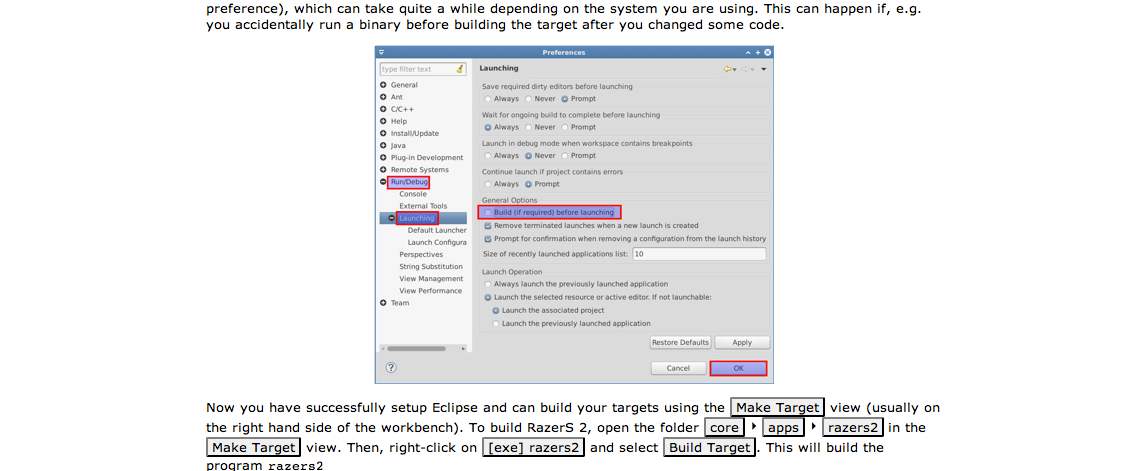 preference), which can take quite a while depending on the system you are using. This can happen if, e.g.
you accidentally run a binary before building the target after you changed some code.
Preferences
type filter text
Launching
General
Ant
C/C++
Help
Install/Update
Java
Plug-in Development
Remote Systems
Run/Debug
Console
External Tools
Launching
Default Launcher
Launch Configura
Perspectives
String Substitution
View Management
View Performance
Team
Save required dirty editors before launching
Always Never Prompt
Wait for ongoing build to complete before launching
Always Never Prompt
Launch in debug mode when workspace contains breakpoints
Always Never Prompt
Continue launch if project contains errors
Always Prompt
General Options
Build (if required) before launching
Remove terminated launches when a new launch is created
Prompt for confirmation when removing a configuration from the launch history
Size of recently launched applications list: 10
Launch Operation
Always launch the previously launched application
Launch the selected resource or active editor. If not launchable:
Launch the associated project
Launch the previously launched application
Restore Defaults Apply
? Cancel OK
Now you have successfully setup Eclipse and can build your targets using the Make Target view (usually on
the right hand side of the workbench). To build RazerS 2, open the folder core ‣ apps ‣ razers2 in the
Make Target view. Then, right-click on [exe] razers2 and select Build Target. This will build the
program razers2